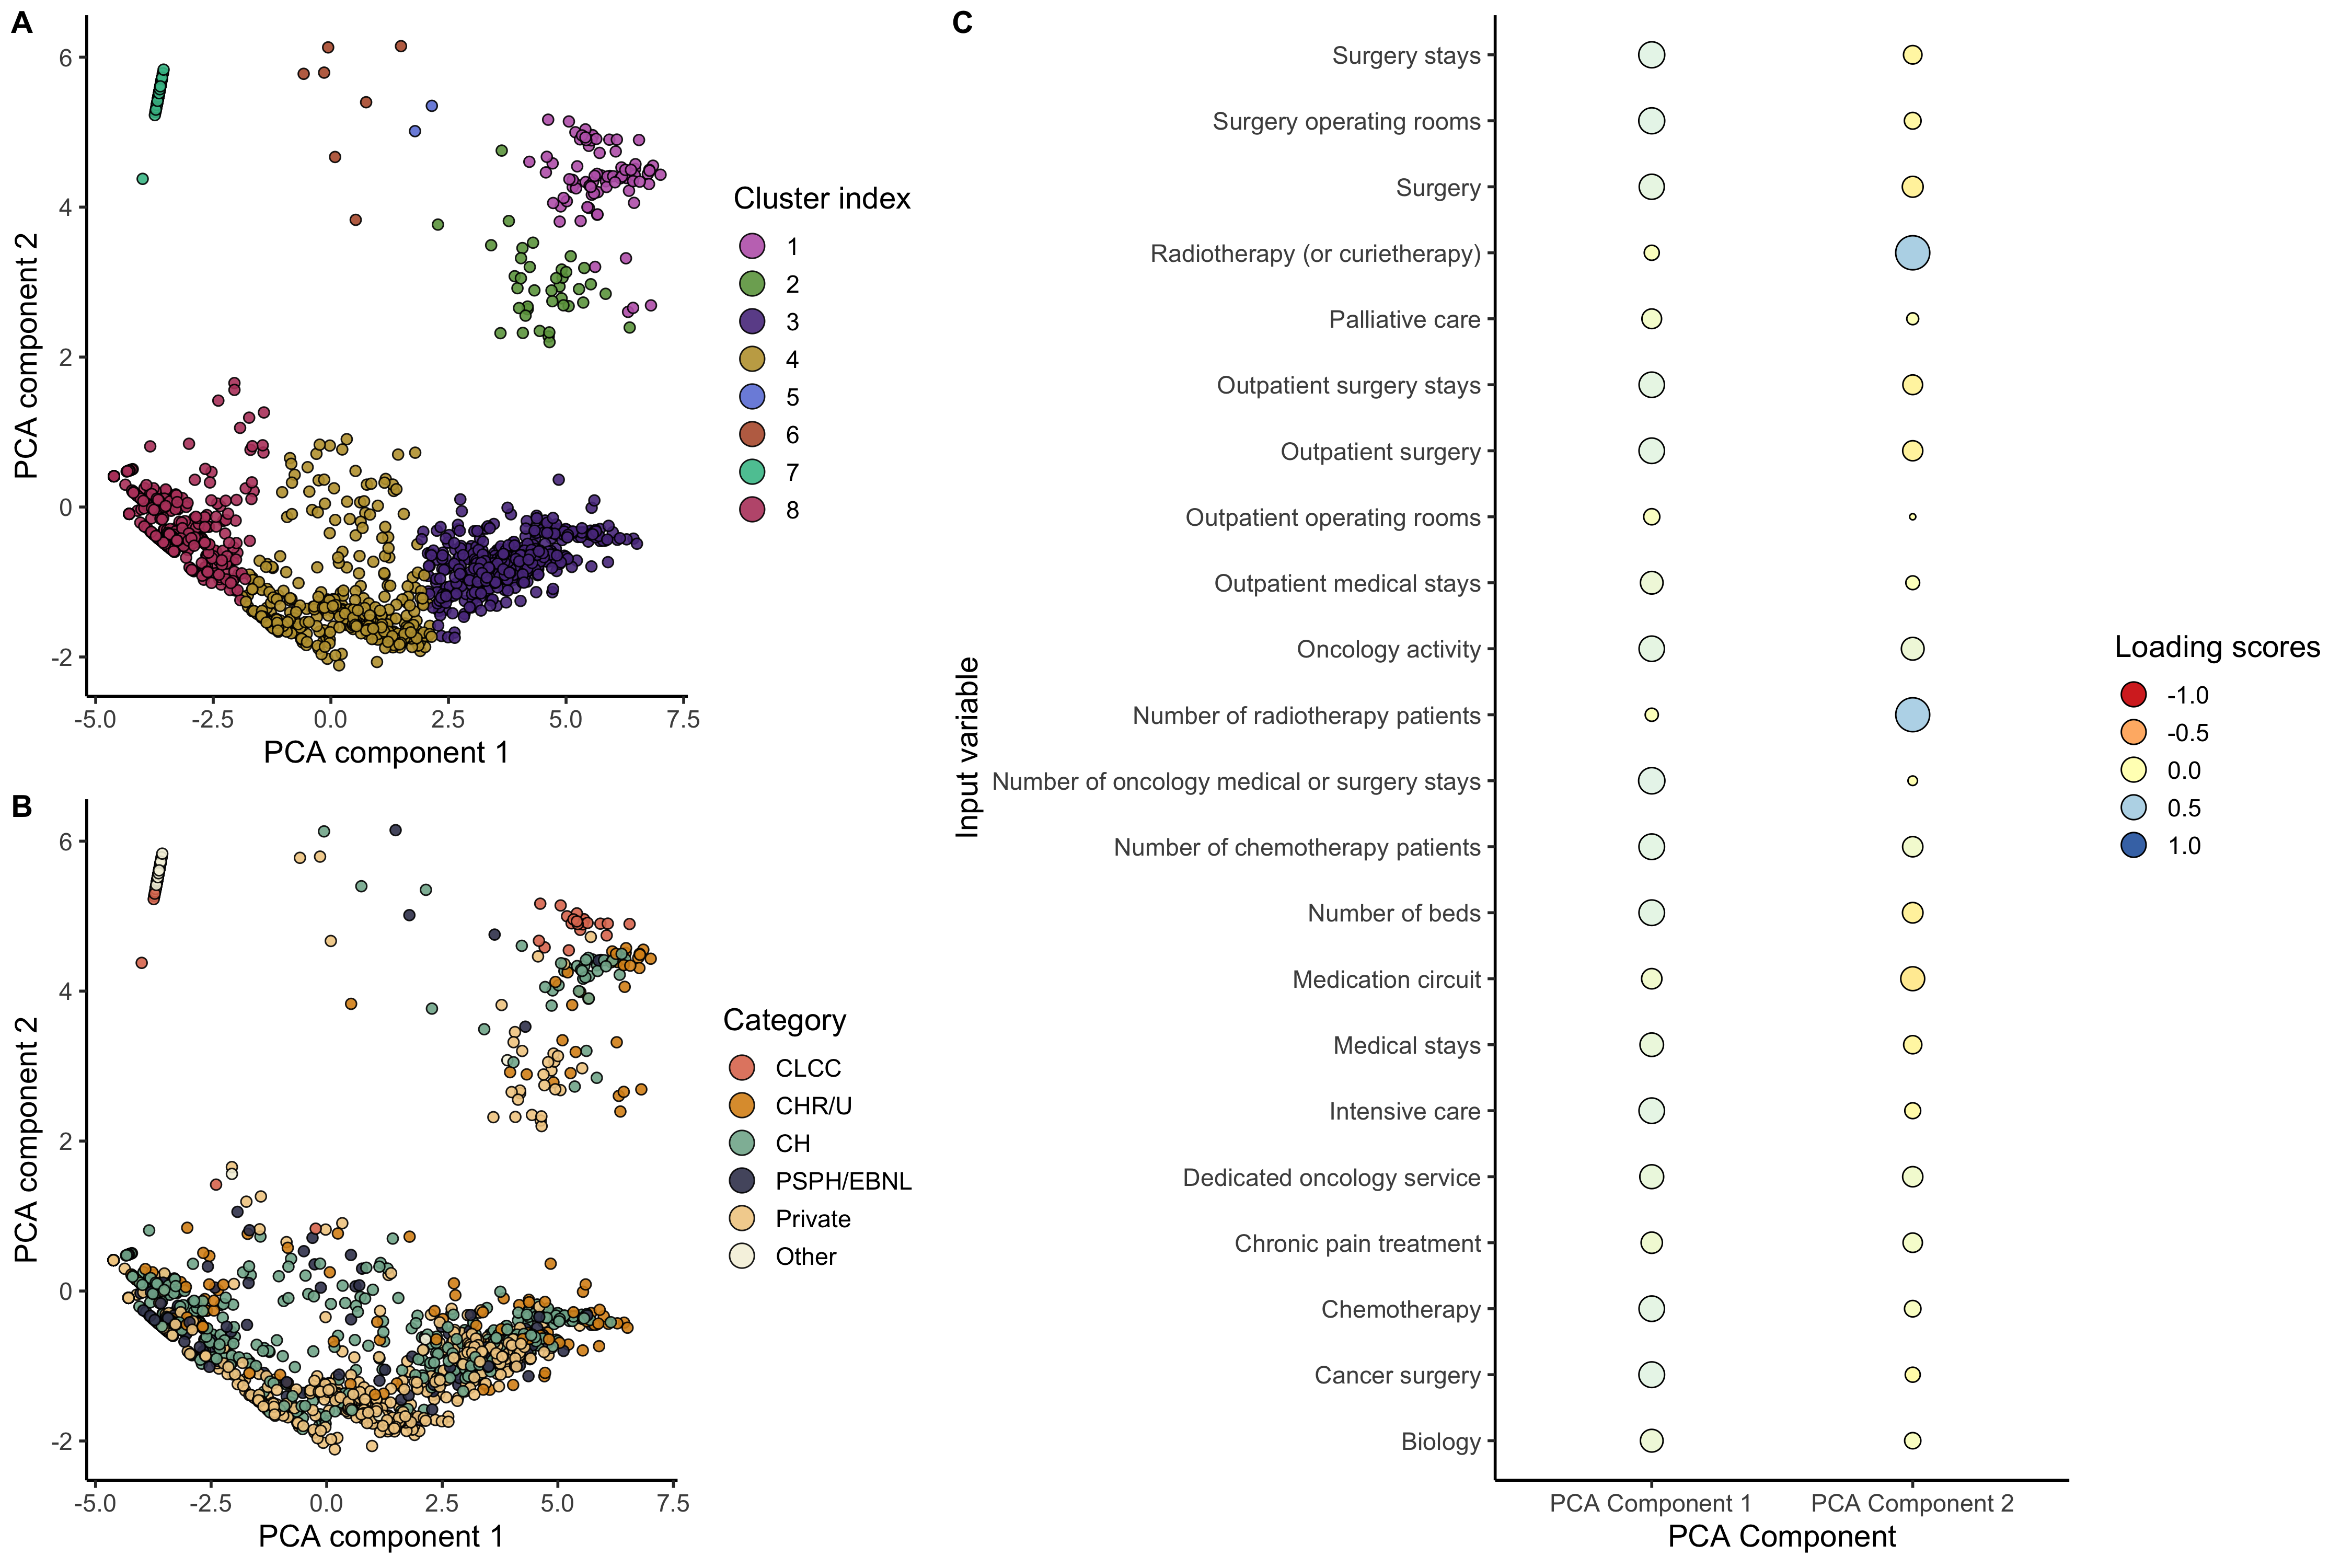 A
6
4
2
0
-2
PCA component 2
-5.0 -2.5 0.0 2.5 5.0 7.5
PCA component 1
Cluster index
1
2
3
4
5
6
7
8
B
6
4
2
0
-2
PCA component 2
-5.0 -2.5 0.0 2.5 5.0 7.5
PCA component 1
Category
CLCC
CHR/U
CH
PSPH/EBNL
Private
Other
C
Input variable
Surgery stays
Surgery operating rooms
Surgery
Radiotherapy (or curietherapy)
Palliative care
Outpatient surgery stays
Outpatient surgery
Outpatient operating rooms
Outpatient medical stays
Oncology activity
Number of radiotherapy patients
Number of oncology medical or surgery stays
Number of chemotherapy patients
Number of beds
Medication circuit
Medical stays
Intensive care
Dedicated oncology service
Chronic pain treatment
Chemotherapy
Cancer surgery
Biology
PCA Component 1 PCA Component 2
PCA Component
Loading scores
-1.0
-0.5
0.0
0.5
1.0